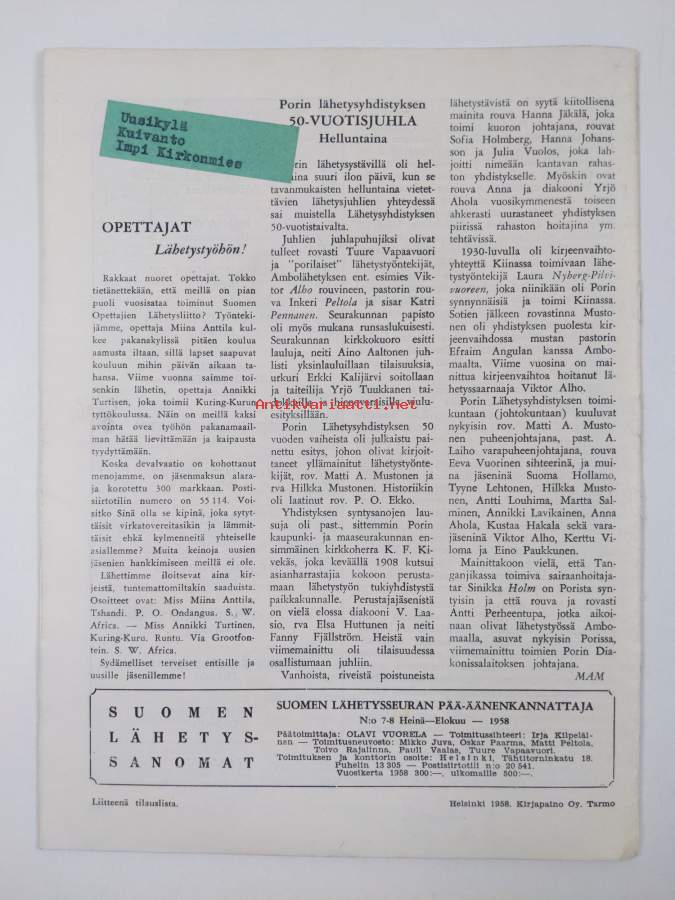 Uusikylä
Kuivanto
Impi Kirkonmies
OPETTAJAT
Lähetystyöhön!
Rakkaat nuoret opettajat. Tokko
tietänettekään, että meillä on pian
puoli vuosisataa toiminut Suomen
Opettajien Lähetysliitto? Työnteki-
jämme, opettaja Miina Anttila kul-
kee pakanakylissä pitäen koulua
aamusta iltaan, sillä lapset saapuvat
kouluun mihin päivän aikaan ta-
hansa. Viime vuonna saimme toi-
senkin lähetin, opettaja Annikki
Turtisen, joka toimii Kuring-Kurun
tyttökoulussa. Näin on meillä kaksi
avointa ovea työhön pakanamaail-
man hätää lievittämään ja kaipausta
tyydyttämään.
Koska devalvaatio on kohottanut
menojamme, on jäsenmaksun alara-
ja korotettu 300 markkaan. Posti-
siirtotilin numero on 55 114. Voi-
sitko Sinä olla se kipinä, joka sytyt-
täisit virkatovereitasikin ja lämmit-
täisit ehkä kylmenneitä yhteiselle
asiallemme? Muita keinoja uusien
jäsenien hankkimiseen meillä ei ole.
Lähettimme iloitsevat aina kir-
jeistä, tuntemattomiltakin saaduista.
Osoitteet ovat: Miss Miina Anttila,
Tshandi. P. O. Ondangua. S. W.
Africa. — Miss Annikki Turtinen,
Kuring-Kuru. Runtu. Via Grootfon-
tein. S. W. Africa.
Sydämelliset terveiset entisille ja
uusille jäsenillemme!
Porin lähetysyhdistyksen
50-VUOTISJUHLA
Helluntaina
Porin lähetysystävillä oli hel-
luntaina suuri ilon päivä, kun se
tavanmukaisten helluntaina vietet-
tävien lähetysjuhlien yhteydessä
sai muistella Lähetysyhdistyksen
50-vuotistaivalta.
Juhlien juhlapuhujiksi olivat
tulleet rovasti Tuure Vapaavuori
ja "porilaiset" lähetystyöntekijät,
Ambolähetyksen ent. esimies Vik-
tor Alho rouvineen, pastorin rou-
va Inkeri Peltola ja sisar Katri
Pennanen. Seurakunnan papisto
oli myös mukana runsaslukuisesti.
Seurakunnan kirkkokuoro esitti
lauluja, neiti Aino Aaltonen juh-
listi yksinlauluillaan tilaisuuksia,
urkuri Erkki Kalijärvi soitollaan
ja taiteilija Yrjö Tuukkanen tai-
dokkailla ja hienovaraisilla viulu-
esityksillään.
Porin Lähetysyhdistyksen 50
vuoden vaiheista oli julkaistu pai-
nettu esitys, johon olivat kirjoit-
taneet yllämainitut lähetystyönte-
kijät, rov. Matti A. Mustonen ja
rva Hilkka Mustonen. Historiikin
oli laatinut rov. P. O. Ekko.
Yhdistyksen syntysanojen lau-
suja oli past., sittemmin Porin
kaupunki- ja maaseurakunnan en-
simmäinen kirkkoherra K. F. Ki-
vekäs, joka keväällä 1908 kutsui
asianharrastajia kokoon perusta-
maan lähetystyön tukiyhdistystä
paikkakunnalle. Perustajajäsenistä
on vielä elossa diakooni V. Laa-
sio, rva Elsa Huttunen ja neiti
Fanny Fjällström. Heistä vain
viimemainittu oli tilaisuudessa
osallistumaan juhliin.
Vanhoista, riveistä poistuneista
lähetystävistä on syytä kiitollisena
mainita rouva Hanna Jäkälä, joka
toimi kuoron johtajana, rouvat
Sofia Holmberg, Hanna Johans-
son ja Julia Vuolos, joka lah-
joitti nimeään kantavan rahas-
ton yhdistykselle. Myöskin ovat
rouva Anna ja diakooni Yrjö
Ahola vuosikymmenestä toiseen
ahkerasti uurastaneet yhdistyksen
piirissä rahaston hoitajina ym.
tehtävissä.
1930-luvulla oli kirjeenvaihto-
yhteyttä Kiinassa toimivaan lähe-
tystyöntekijä Laura Nyberg-Pilvi-
vuoreen, joka niinikään oli Porin
synnynnäisiä ja toimi Kiinassa.
Sotien jälkeen rovastinna Musto-
nen oli yhdistyksen puolesta kir-
jeenvaihdossa mustan pastorin
Efraim Angulan kanssa Ambo-
maalta. Viime vuosina on mai-
nittua kirjeenvaihtoa hoitanut lä-
hetyssaarnaaja Viktor Alho.
Porin Lähetysyhdistyksen toimi-
kuntaan (johtokuntaan) kuuluvat
nykyisin rov. Matti A. Musto-
nen puheenjohtajana, past. A.
Laiho varapuheenjohtajana, rouva
Eeva Vuorinen sihteerinä, ja mui-
na jäseninä Suoma Hollamo,
Tyyne Lehtonen, Hilkka Musto-
nen, Antti Louhima, Martta Sal-
minen, Annikki Lavikainen, Anna
Ahola, Kustaa Hakala sekä vara-
jäseninä Viktor Alho, Kerttu Vi-
loma ja Eino Paukkunen.
Mainittakoon vielä, että Tan-
ganjikassa toimiva sairaanhoitaja-
tar Sinikka Holm on Porista syn-
tyisin ja että rouva ja rovasti
Antti Perheentupa, jotka aikoi-
naan olivat lähetystyössä Ambo-
maalla, asuvat nykyisin Porissa,
viimemainittu toimien Porin Dia-
konissalaitoksen johtajana.
MAM
Antikvariaatti.net
SUOMEN
LÄHETYS-
SANOMAT
SUOMEN LÄHETYSSEURAN PÄÄ-ÄÄNENKANNATTAJA
N:o 7-8 Heinä—Elokuu — 1958
Päätoimittaja: OLAVI VUORELA — Toimitussihteeri: Irja Kilpeläi-
nen — Toimitusneuvosto: Mikko Juva, Oskar Paarma, Matti Peltola,
Toivo Rajalinna, Pauli Vaalas, Tuure Vapaavuori.
Toimituksen ja konttorin osoite: Helsinki, Tähtitorninkatu 18.
Puhelin 13 305 — Postisiirtotili n:o 20 541.
Vuosikerta 1958 300:—, ulkomaille 500:—.
Liitteenä tilauslista.
Helsinki 1958. Kirjapaino Oy. Tarmo